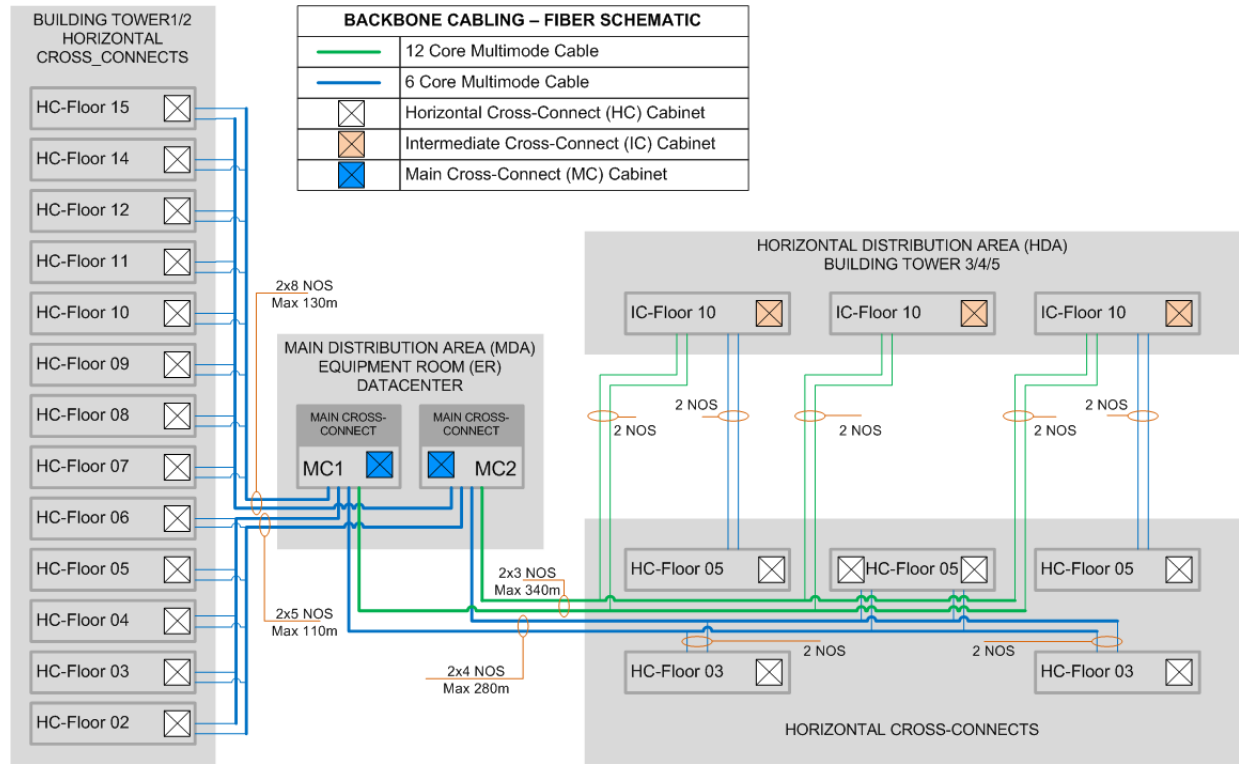 BUILDING TOWER1/2
HORIZONTAL
CROSS_CONNECTS
HC-Floor 15
HC-Floor 14
HC-Floor 12
HC-Floor 11
HC-Floor 10
HC-Floor 09
HC-Floor 08
HC-Floor 07
HC-Floor 06
HC-Floor 05
HC-Floor 04
HC-Floor 03
HC-Floor 02
BACKBONE CABLING – FIBER SCHEMATIC
12 Core Multimode Cable
6 Core Multimode Cable
Horizontal Cross-Connect (HC) Cabinet
Intermediate Cross-Connect (IC) Cabinet
Main Cross-Connect (MC) Cabinet
2x8 NOS
Max 130m
MAIN DISTRIBUTION AREA (MDA)
EQUIPMENT ROOM (ER)
DATACENTER
MAIN CROSS-
CONNECT
MC1
MAIN CROSS-
CONNECT
MC2
2x5 NOS
Max 110m
2x3 NOS
Max 340m
2x4 NOS
Max 280m
HORIZONTAL DISTRIBUTION AREA (HDA)
BUILDING TOWER 3/4/5
IC-Floor 10
IC-Floor 10
IC-Floor 10
2 NOS
2 NOS
2 NOS
2 NOS
2 NOS
HC-Floor 05
HC-Floor 05
HC-Floor 05
2 NOS
2 NOS
HC-Floor 03
HC-Floor 03
HORIZONTAL CROSS-CONNECTS